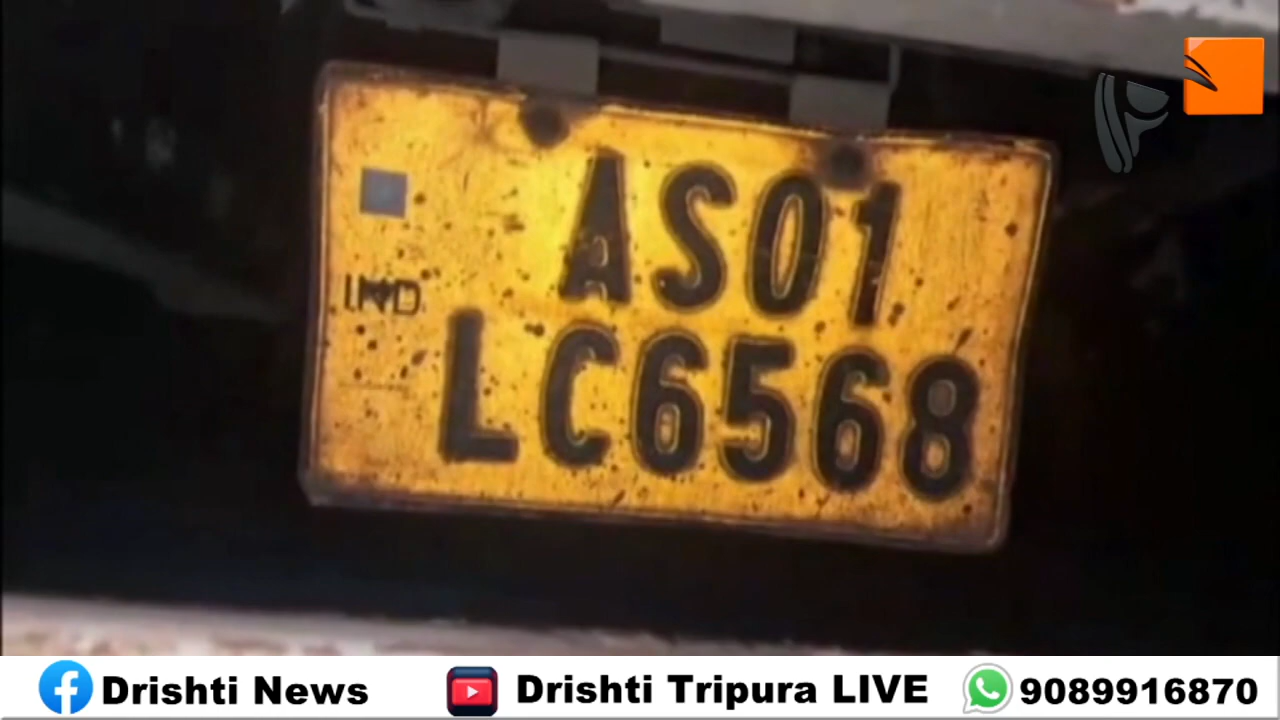 AS01
IND
LC6568
Drishti News
Drishti Tripura LIVE
9089916870